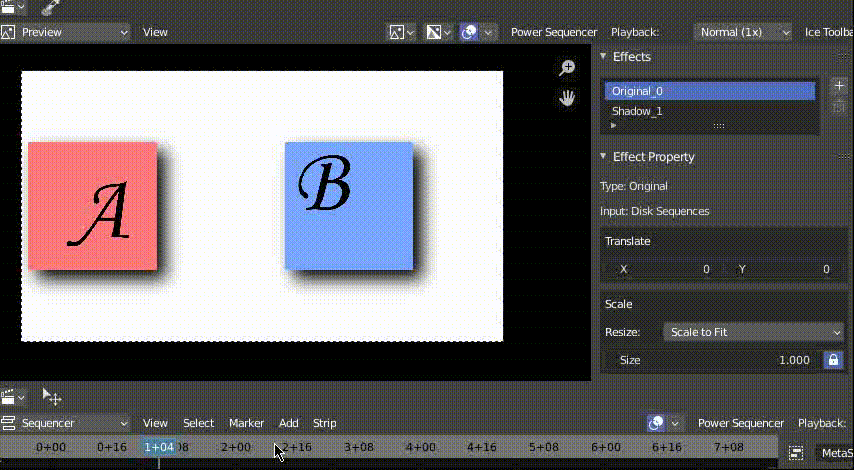 Preview View Power Sequencer Playback: Normal (1x) Ice Toolba
Effects
Original_0
Shadow_1
Effect Property
Type: Original
Input: Disk Sequences
Translate
X 0 Y 0
Scale
Resize: Scale to Fit
Size 1.000
A
B
Sequencer View Select Marker Add Strip Power Sequencer Playback:
0+00 0+16 1+04 08 2+00 2+16 3+08 4+00 4+16 5+08 6+00 6+16 7+08 MetaS